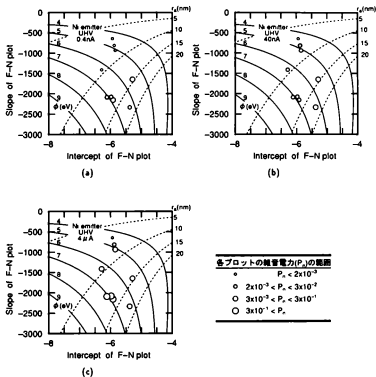 rₑ(nm)
0
-500
-1000
-1500
-2000
-2500
-3000
4
5
6
7
8
9
φ(eV)
Ni emitter
UHV
0.4nA
5
10
15
20
-8
-6
-4
Slope of F–N plot
Intercept of F–N plot
(a)
rₑ(nm)
0
-500
-1000
-1500
-2000
-2500
-3000
4
5
6
7
8
9
φ(eV)
Ni emitter
UHV
40nA
5
10
15
20
-8
-6
-4
Slope of F–N plot
Intercept of F–N plot
(b)
rₑ(nm)
0
-500
-1000
-1500
-2000
-2500
-3000
4
5
6
7
8
9
φ(eV)
Ni emitter
UHV
4μA
5
10
15
20
-8
-6
-4
Slope of F–N plot
Intercept of F–N plot
(c)
各プロットの雑音電力(Pₙ)の範囲
Pₙ < 2x10⁻³
2x10⁻³ < Pₙ < 3x10⁻²
3x10⁻³ < Pₙ < 3x10⁻¹
3x10⁻¹ < Pₙ